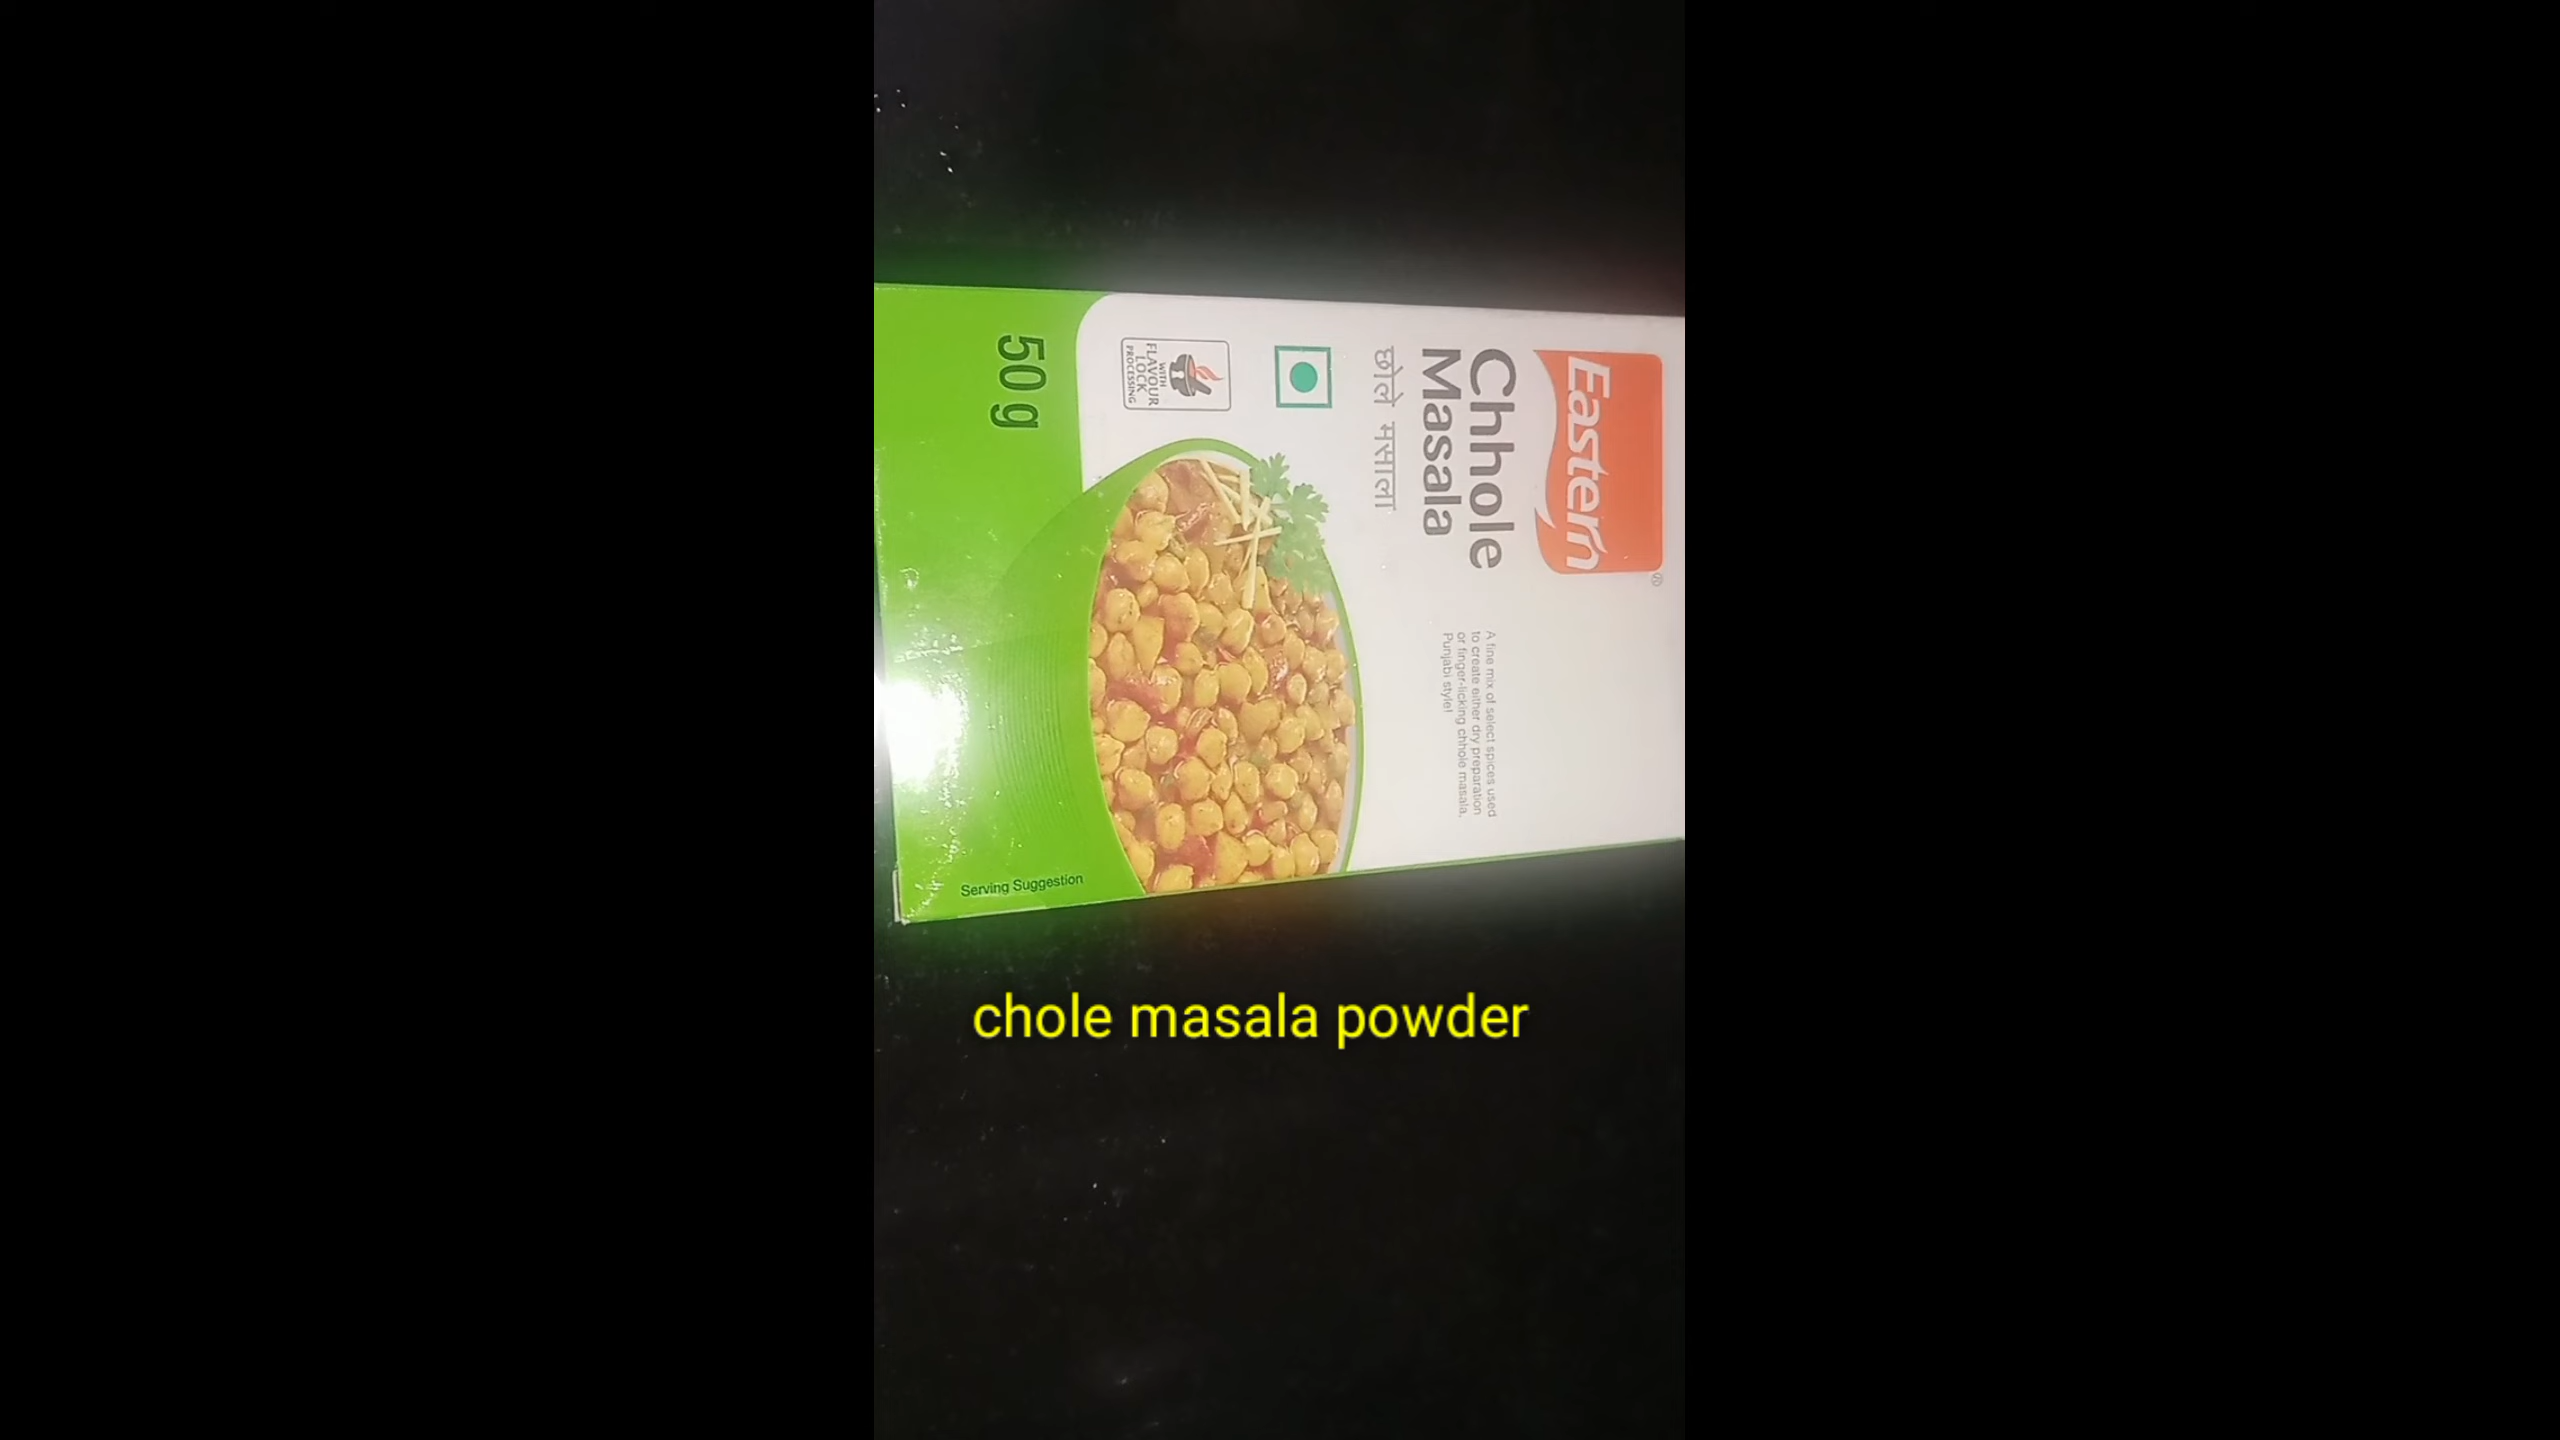 Eastern
Chhole
Masala
छोले मसाला
A fine mix of select spices used
to create either dry preparation
or finger-licking chhole masala,
Punjabi style!
WITH
FLAVOUR
LOCK
PROCESSING
50 g
Serving Suggestion
chole masala powder